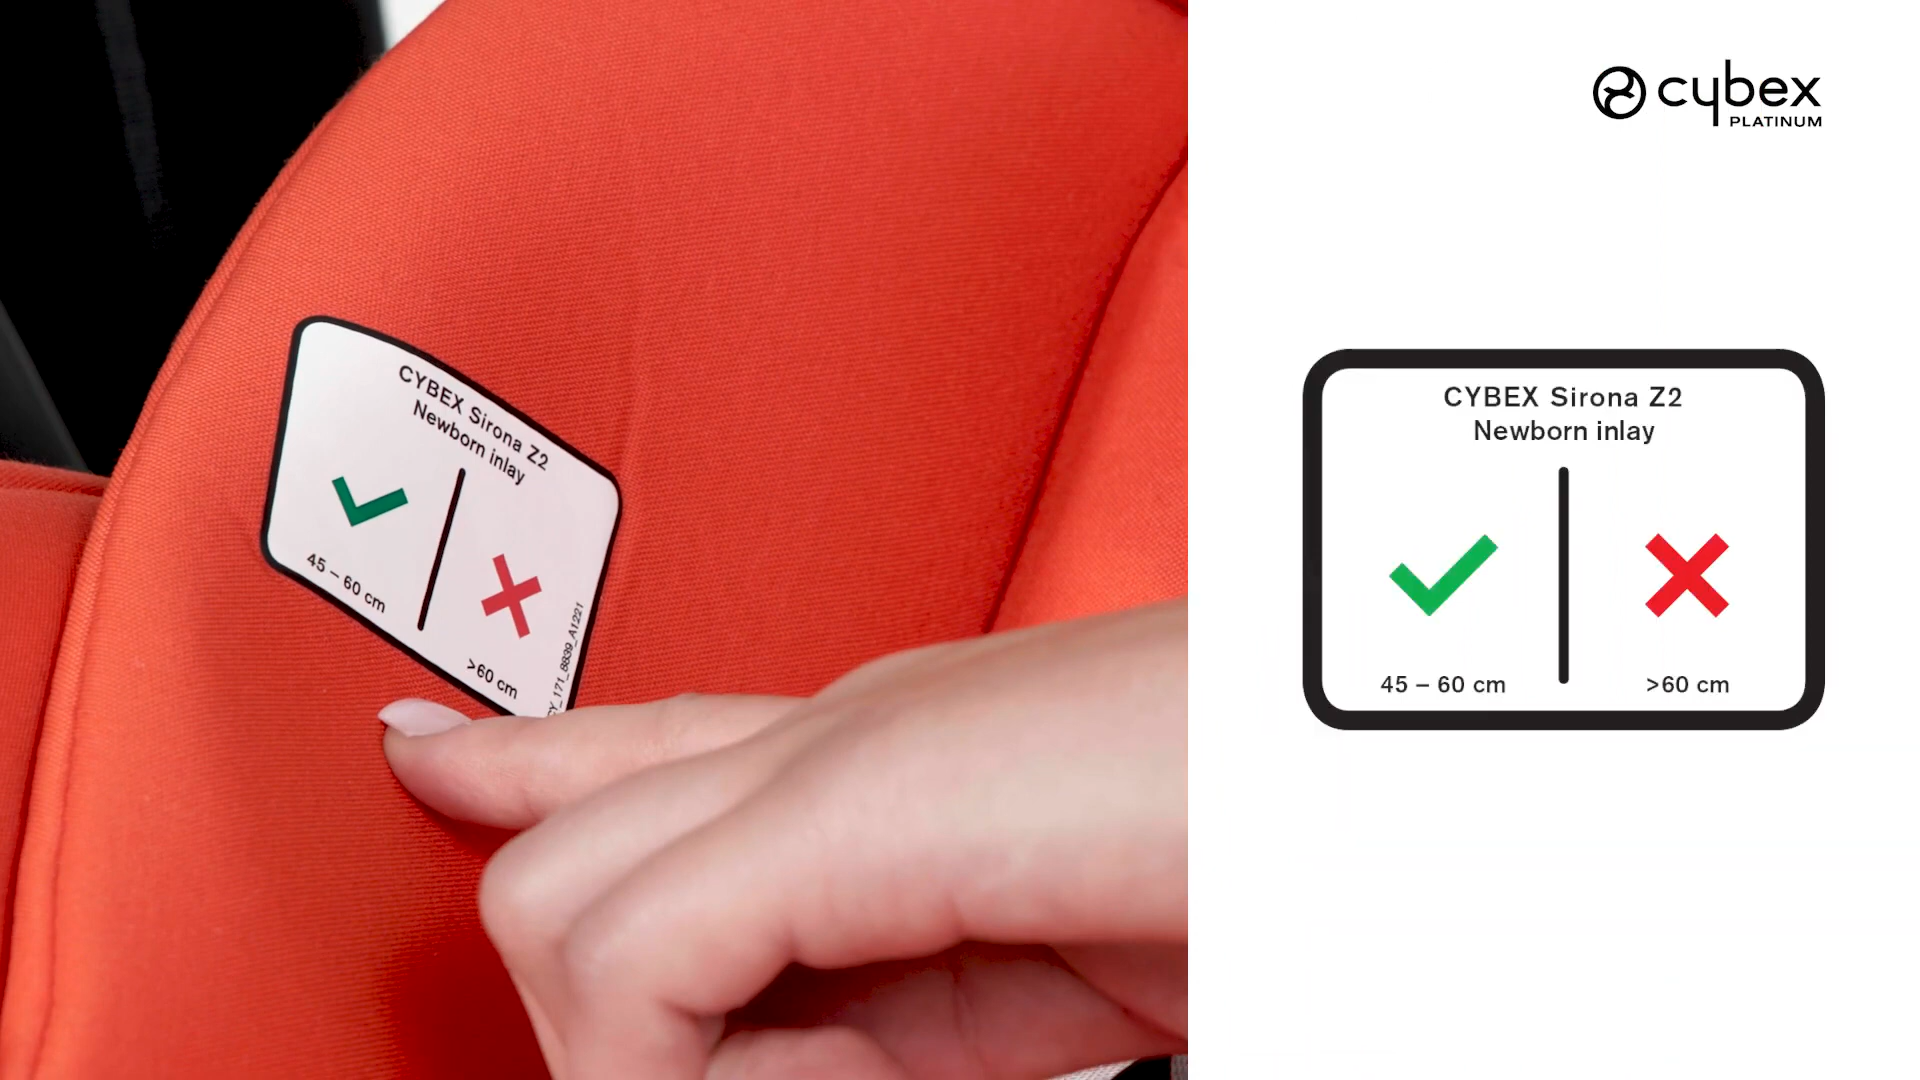 CYBEX Sirona Z2
Newborn inlay
45 – 60 cm
>60 cm
CY_171_8839_A1221
cybex
PLATINUM
CYBEX Sirona Z2
Newborn inlay
45 – 60 cm
>60 cm